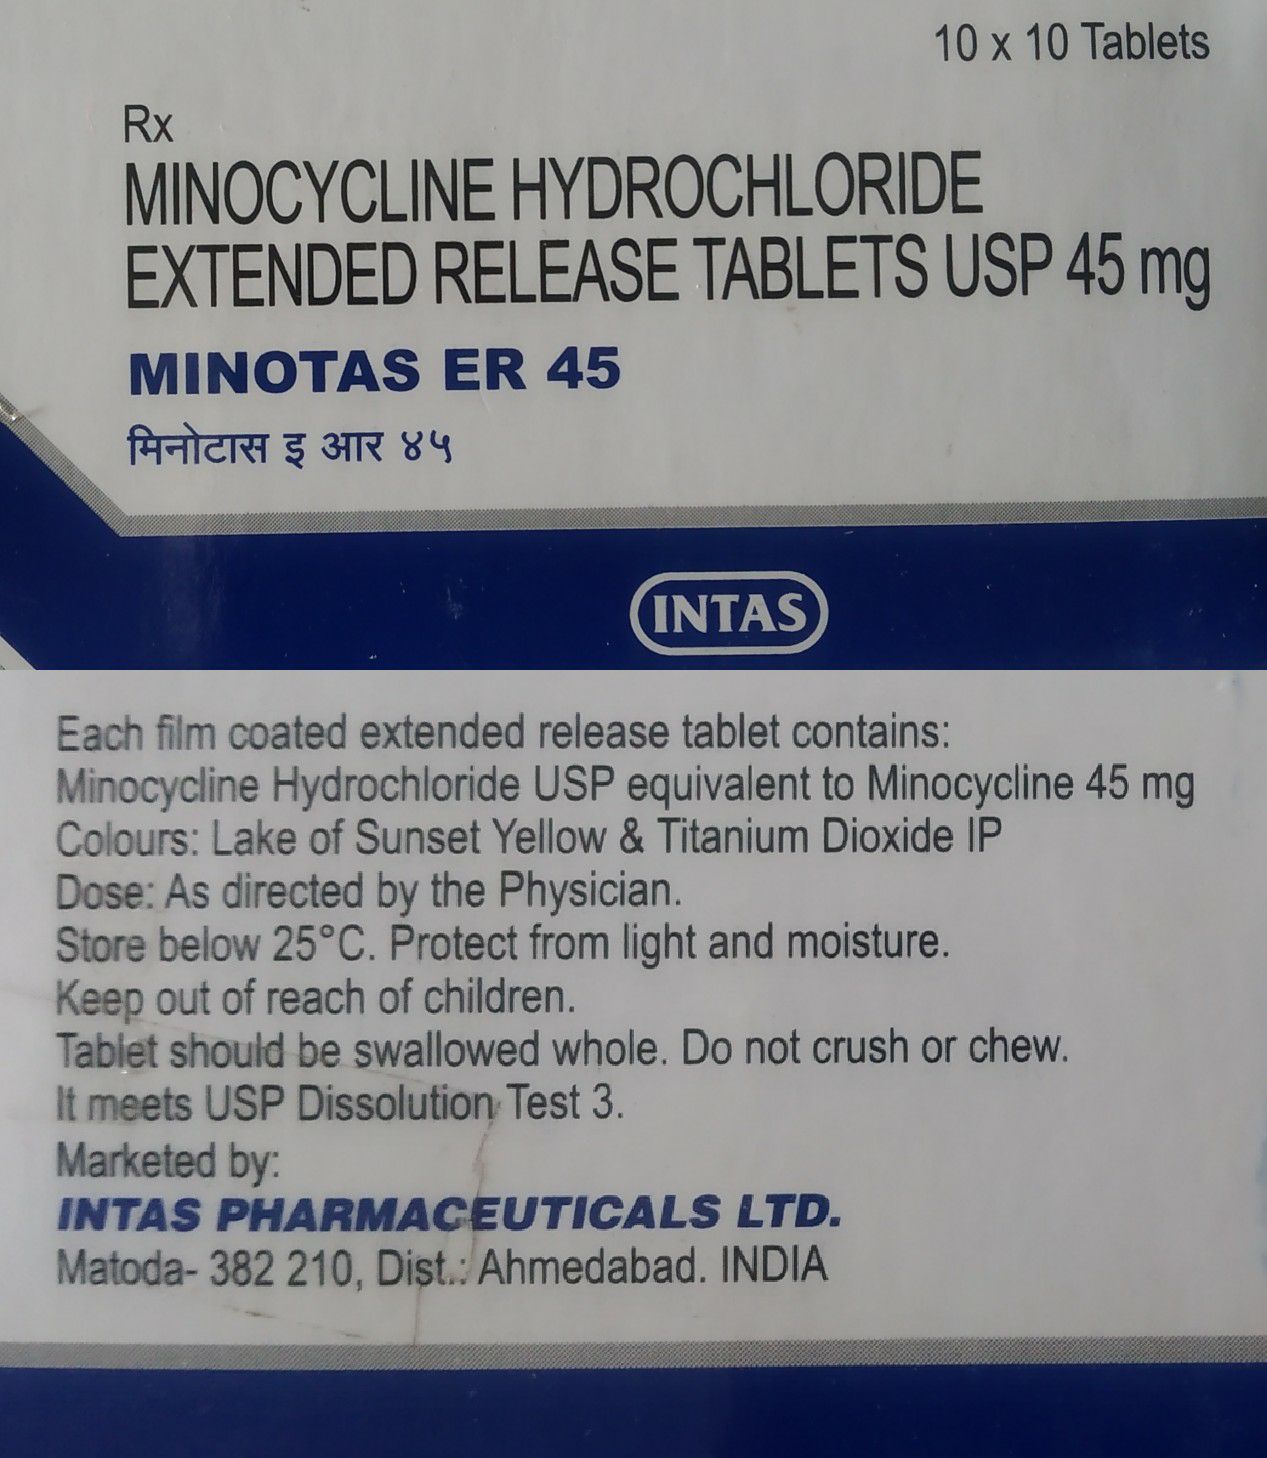 10 x 10 Tablets
Rx
MINOCYCLINE HYDROCHLORIDE
EXTENDED RELEASE TABLETS USP 45 mg
MINOTAS ER 45
मिनोटास इ आर ४५
INTAS
Each film coated extended release tablet contains:
Minocycline Hydrochloride USP equivalent to Minocycline 45 mg
Colours: Lake of Sunset Yellow & Titanium Dioxide IP
Dose: As directed by the Physician.
Store below 25°C. Protect from light and moisture.
Keep out of reach of children.
Tablet should be swallowed whole. Do not crush or chew.
It meets USP Dissolution Test 3.
Marketed by:
INTAS PHARMACEUTICALS LTD.
Matoda- 382 210, Dist.: Ahmedabad. INDIA